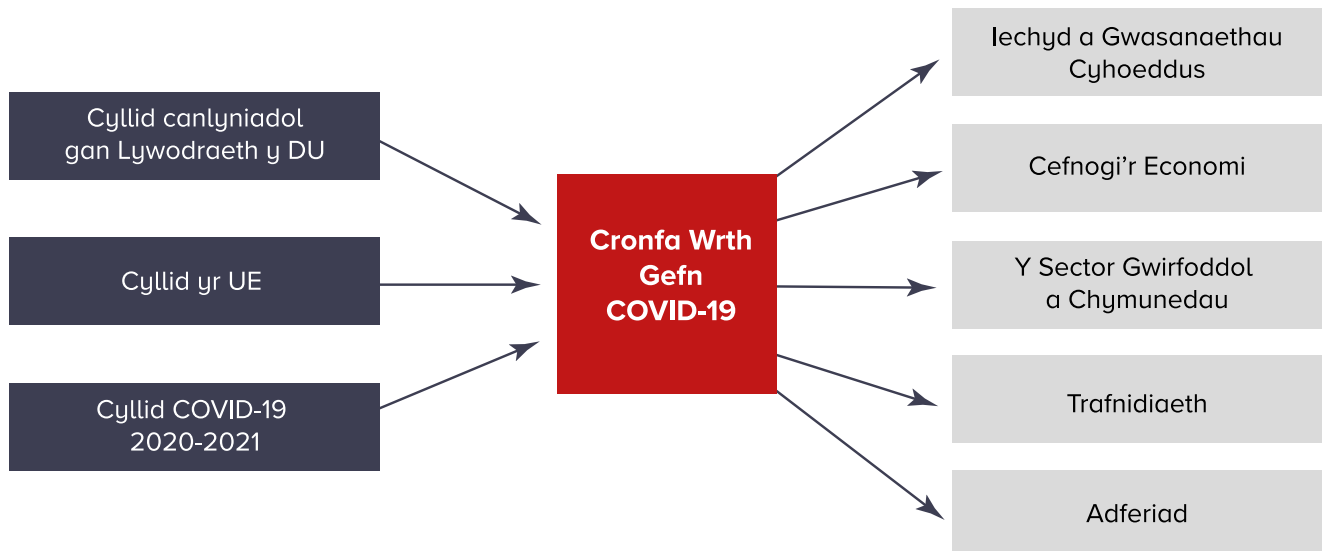 Cyllid canlyniadol
gan Lywodraeth y DU
Cyllid yr UE
Cyllid COVID-19
2020-2021
Cronfa Wrth
Gefn
COVID-19
Iechyd a Gwasanaethau
Cyhoeddus
Cefnogi'r Economi
Y Sector Gwirfoddol
a Chymunedau
Trafnidiaeth
Adferiad